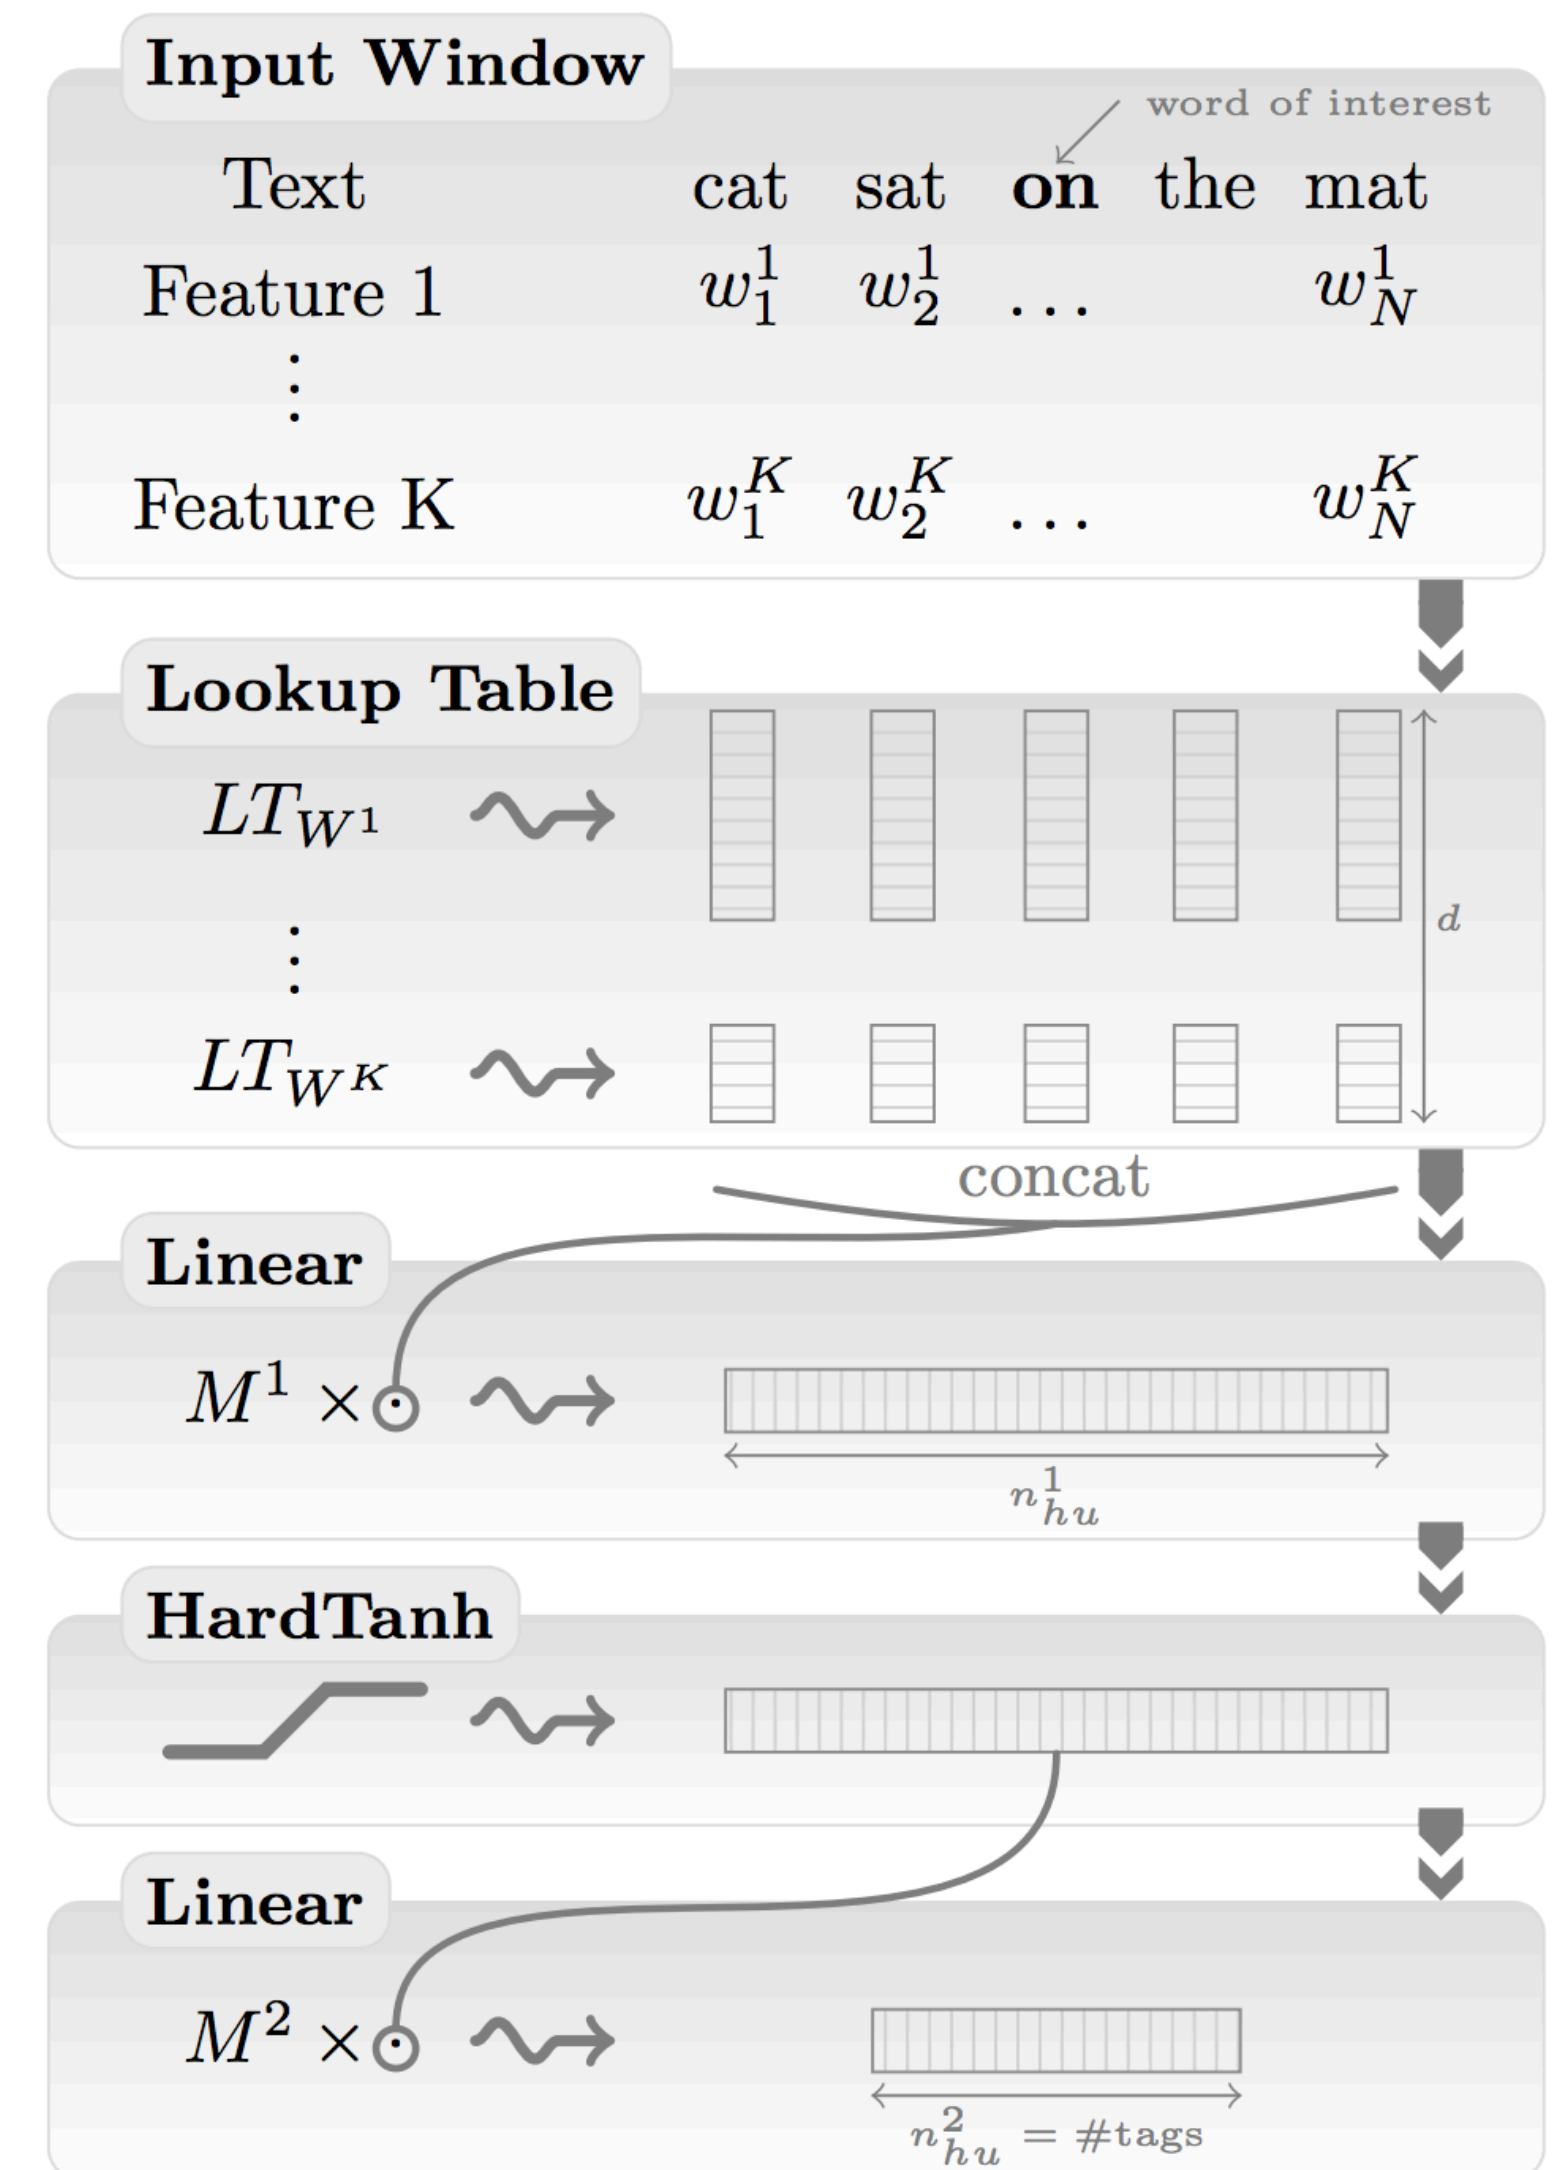 Input Window
word of interest
Text cat sat on the mat
Feature 1 w_1^1 w_2^1 ... w_N^1
⋮
Feature K w_1^K w_2^K ... w_N^K
Lookup Table
LT_{W^1}
d
⋮
LT_{W^K}
concat
Linear
M^1 × ⊙
n_{hu}^1
HardTanh
Linear
M^2 × ⊙
n_{hu}^2 = #tags